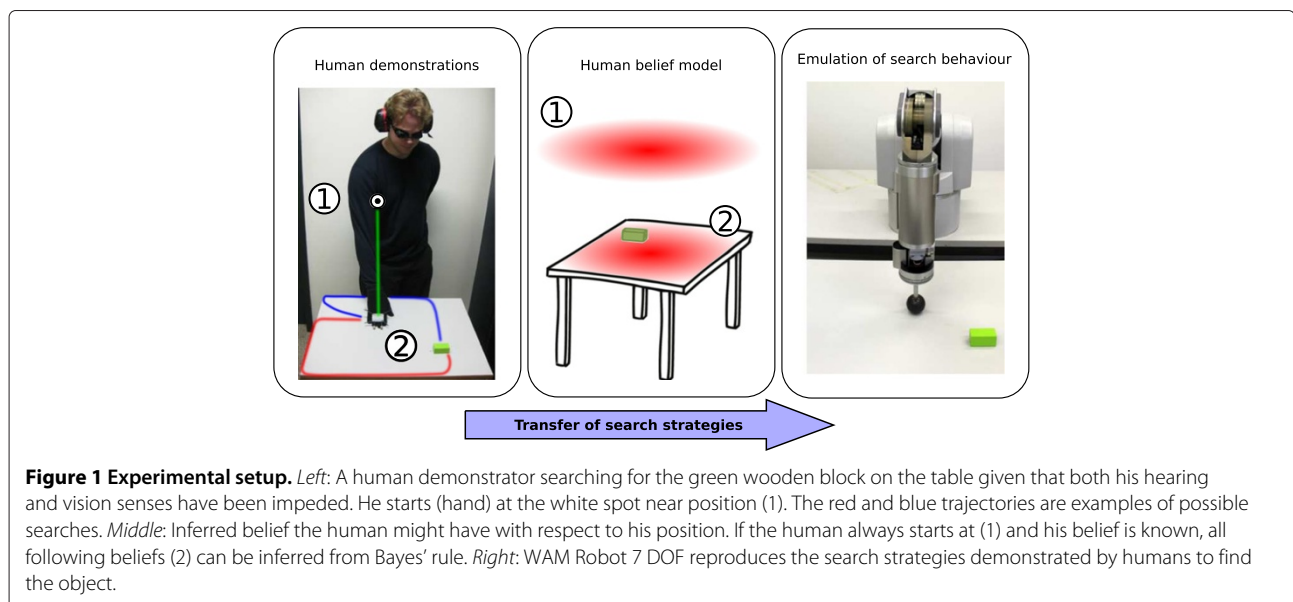 Human demonstrations
1
2
Human belief model
1
2
Emulation of search behaviour
Transfer of search strategies
Figure 1 Experimental setup. Left: A human demonstrator searching for the green wooden block on the table given that both his hearing
and vision senses have been impeded. He starts (hand) at the white spot near position (1). The red and blue trajectories are examples of possible
searches. Middle: Inferred belief the human might have with respect to his position. If the human always starts at (1) and his belief is known, all
following beliefs (2) can be inferred from Bayes’ rule. Right: WAM Robot 7 DOF reproduces the search strategies demonstrated by humans to find
the object.